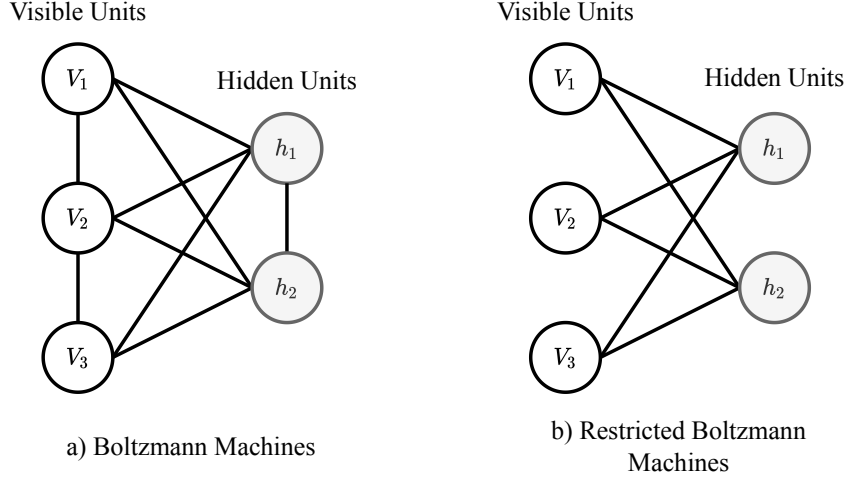 Visible Units
V1
Hidden Units
h1
V2
h2
V3
a) Boltzmann Machines
Visible Units
V1
Hidden Units
h1
V2
h2
V3
b) Restricted Boltzmann
Machines